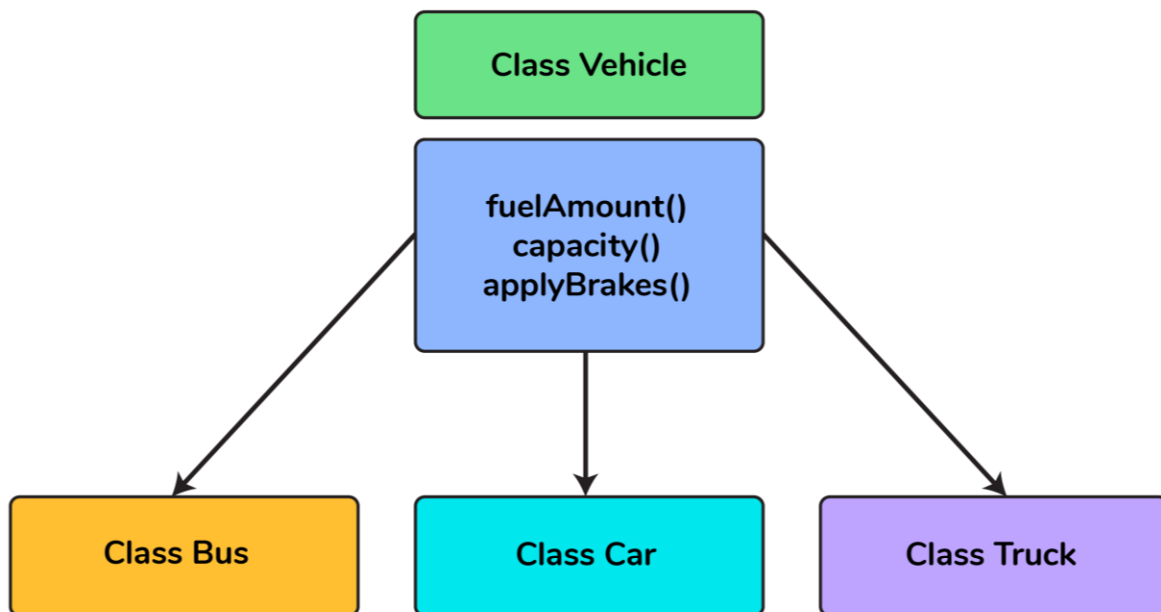 Class Vehicle
fuelAmount()
capacity()
applyBrakes()
Class Bus
Class Car
Class Truck